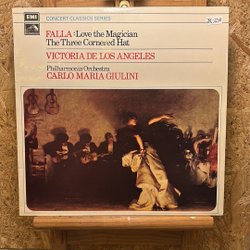 EMI
CONCERT CLASSICS SERIES
FALLA: Love the Magician
The Three Cornered Hat
VICTORIA DE LOS ANGELES
Philharmonia Orchestra
CARLO MARIA GIULINI